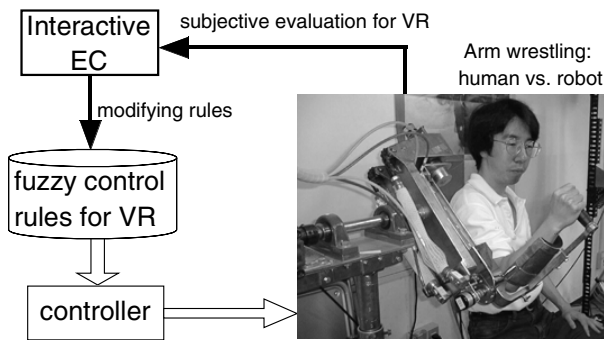 Interactive
EC
subjective evaluation for VR
Arm wrestling:
human vs. robot
modifying rules
fuzzy control
rules for VR
controller